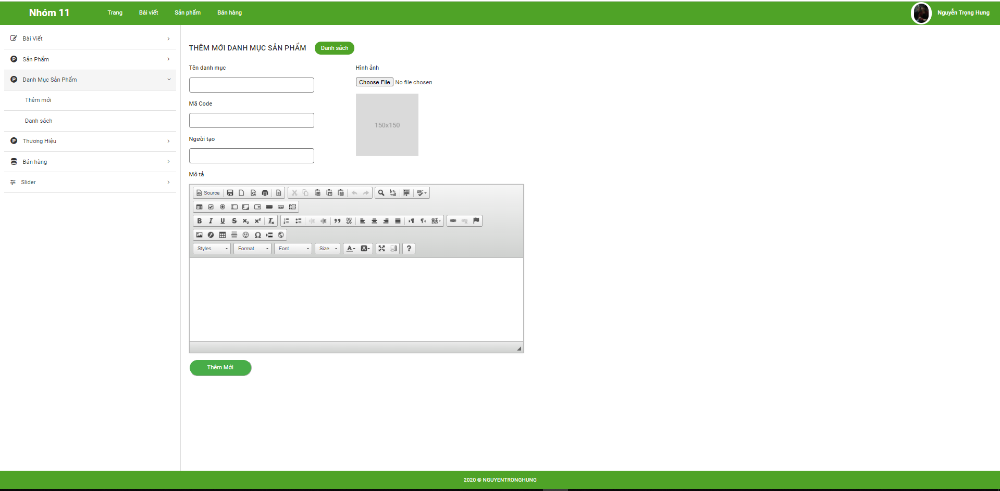 Nhóm 11 Trang Bài viết Sản phẩm Bán hàng Nguyễn Trọng Hưng
Bài Viết
Sản Phẩm
Danh Mục Sản Phẩm
Thêm mới
Danh sách
Thương Hiệu
Bán hàng
Slider
THÊM MỚI DANH MỤC SẢN PHẨM Danh sách
Tên danh mục
Mã Code
Người tạo
Hình ảnh
Choose File No file chosen
150x150
Mô tả
Source
Styles Format Font Size
Thêm Mới
2020 © NGUYENTRONGHUNG